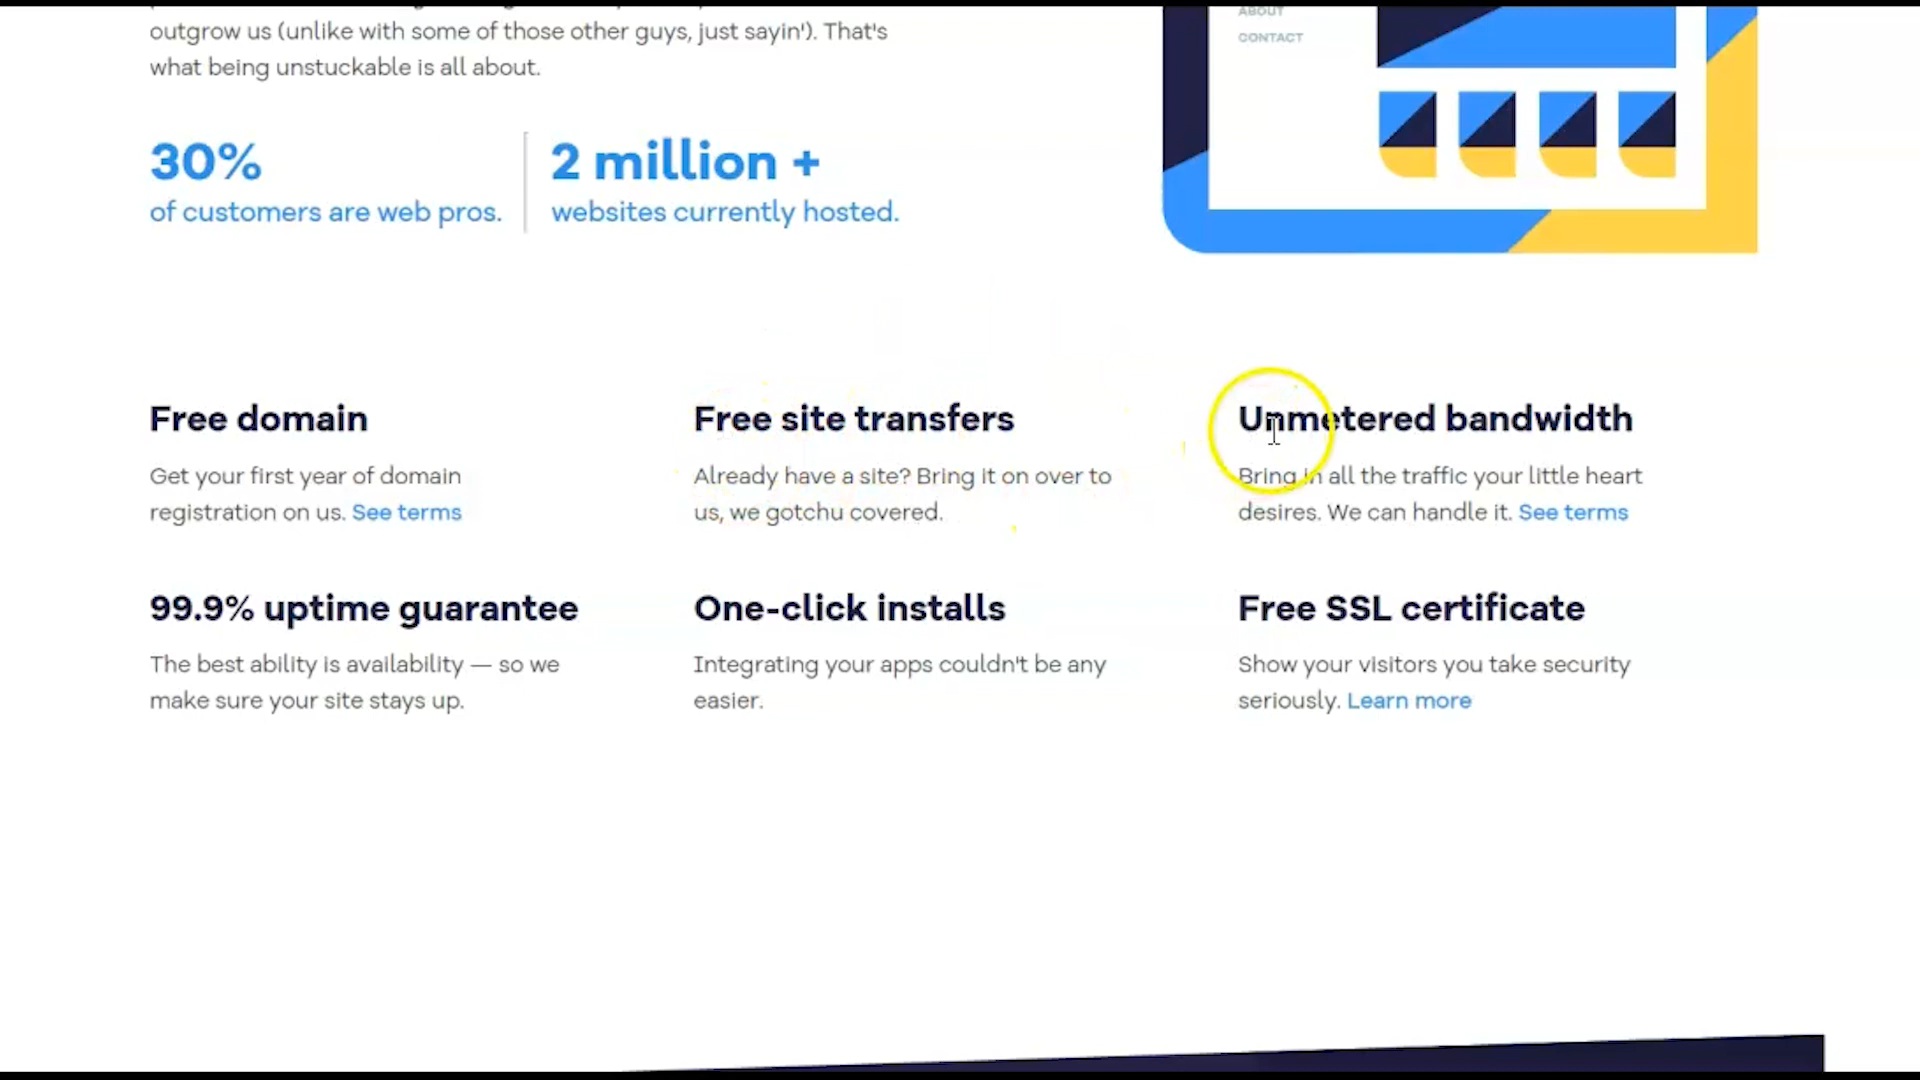 outgrow us (unlike with some of those other guys, just sayin'). That's
what being unstuckable is all about.
ABOUT
CONTACT
30%
of customers are web pros.
2 million +
websites currently hosted.
Free domain
Get your first year of domain
registration on us. See terms
Free site transfers
Already have a site? Bring it on over to
us, we gotchu covered.
Unmetered bandwidth
Bring in all the traffic your little heart
desires. We can handle it. See terms
99.9% uptime guarantee
The best ability is availability — so we
make sure your site stays up.
One-click installs
Integrating your apps couldn't be any
easier.
Free SSL certificate
Show your visitors you take security
seriously. Learn more